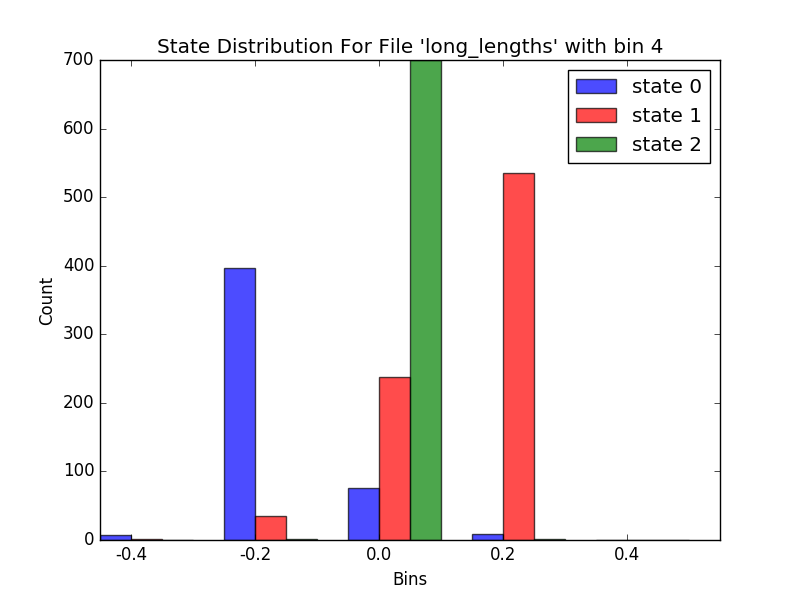 State Distribution For File 'long_lengths' with bin 4
700
600
500
400
300
200
100
0
Count
state 0
state 1
state 2
-0.4
-0.2
0.0
0.2
0.4
Bins